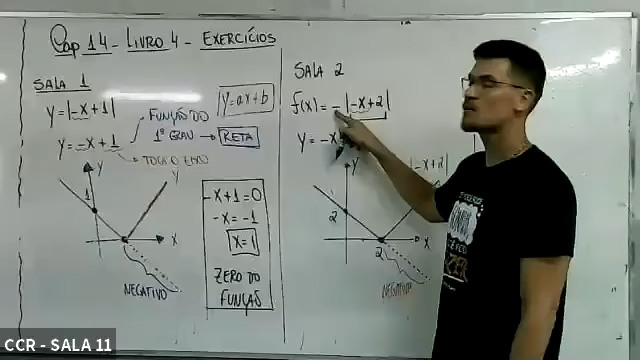 Cap 14 - LIVRO 4 - EXERCÍCIOS
SALA 1
y=|-x+1|
y=-x+1
FUNÇÃO DO
1º GRAU
RETA
TOCA O EIXO
y=ax+b
Y
1
Y
X
NEGATIVO
-x+1=0
-x=-1
x=1
ZERO DO
FUNÇÃO
SALA 2
f(x)=-|-x+2|
y=-x
|-x+2|
Y
2
2
X
NEGATIVO
CCR - SALA 11